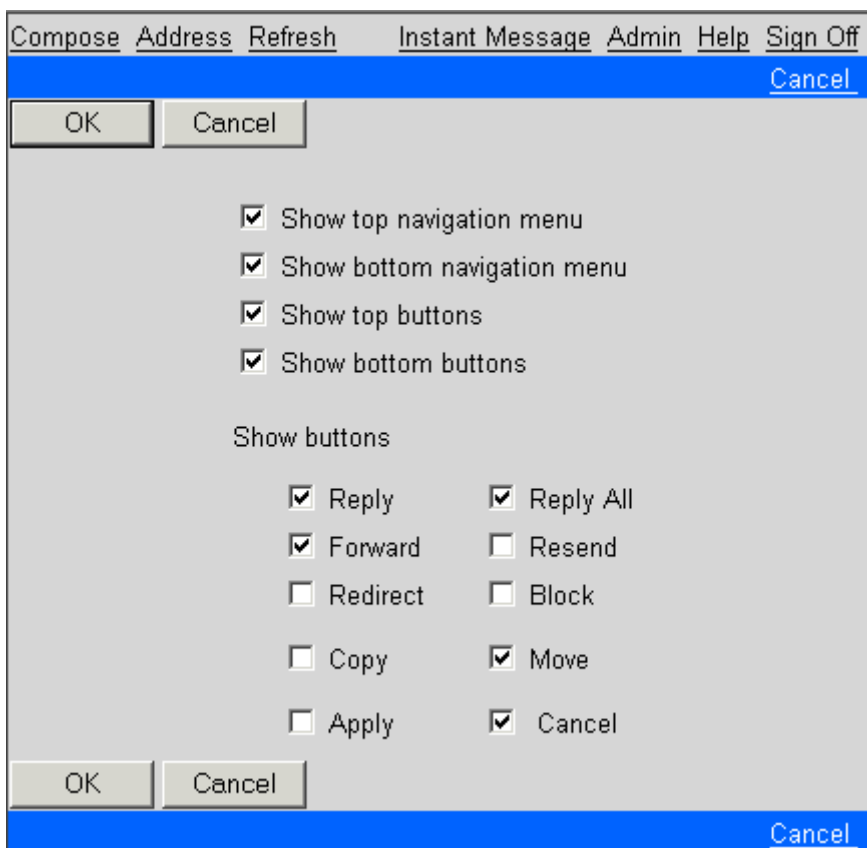 Compose Address Refresh Instant Message Admin Help Sign Off
Cancel
OK Cancel
Show top navigation menu
Show bottom navigation menu
Show top buttons
Show bottom buttons
Show buttons
Reply Reply All
Forward Resend
Redirect Block
Copy Move
Apply Cancel
OK Cancel
Cancel